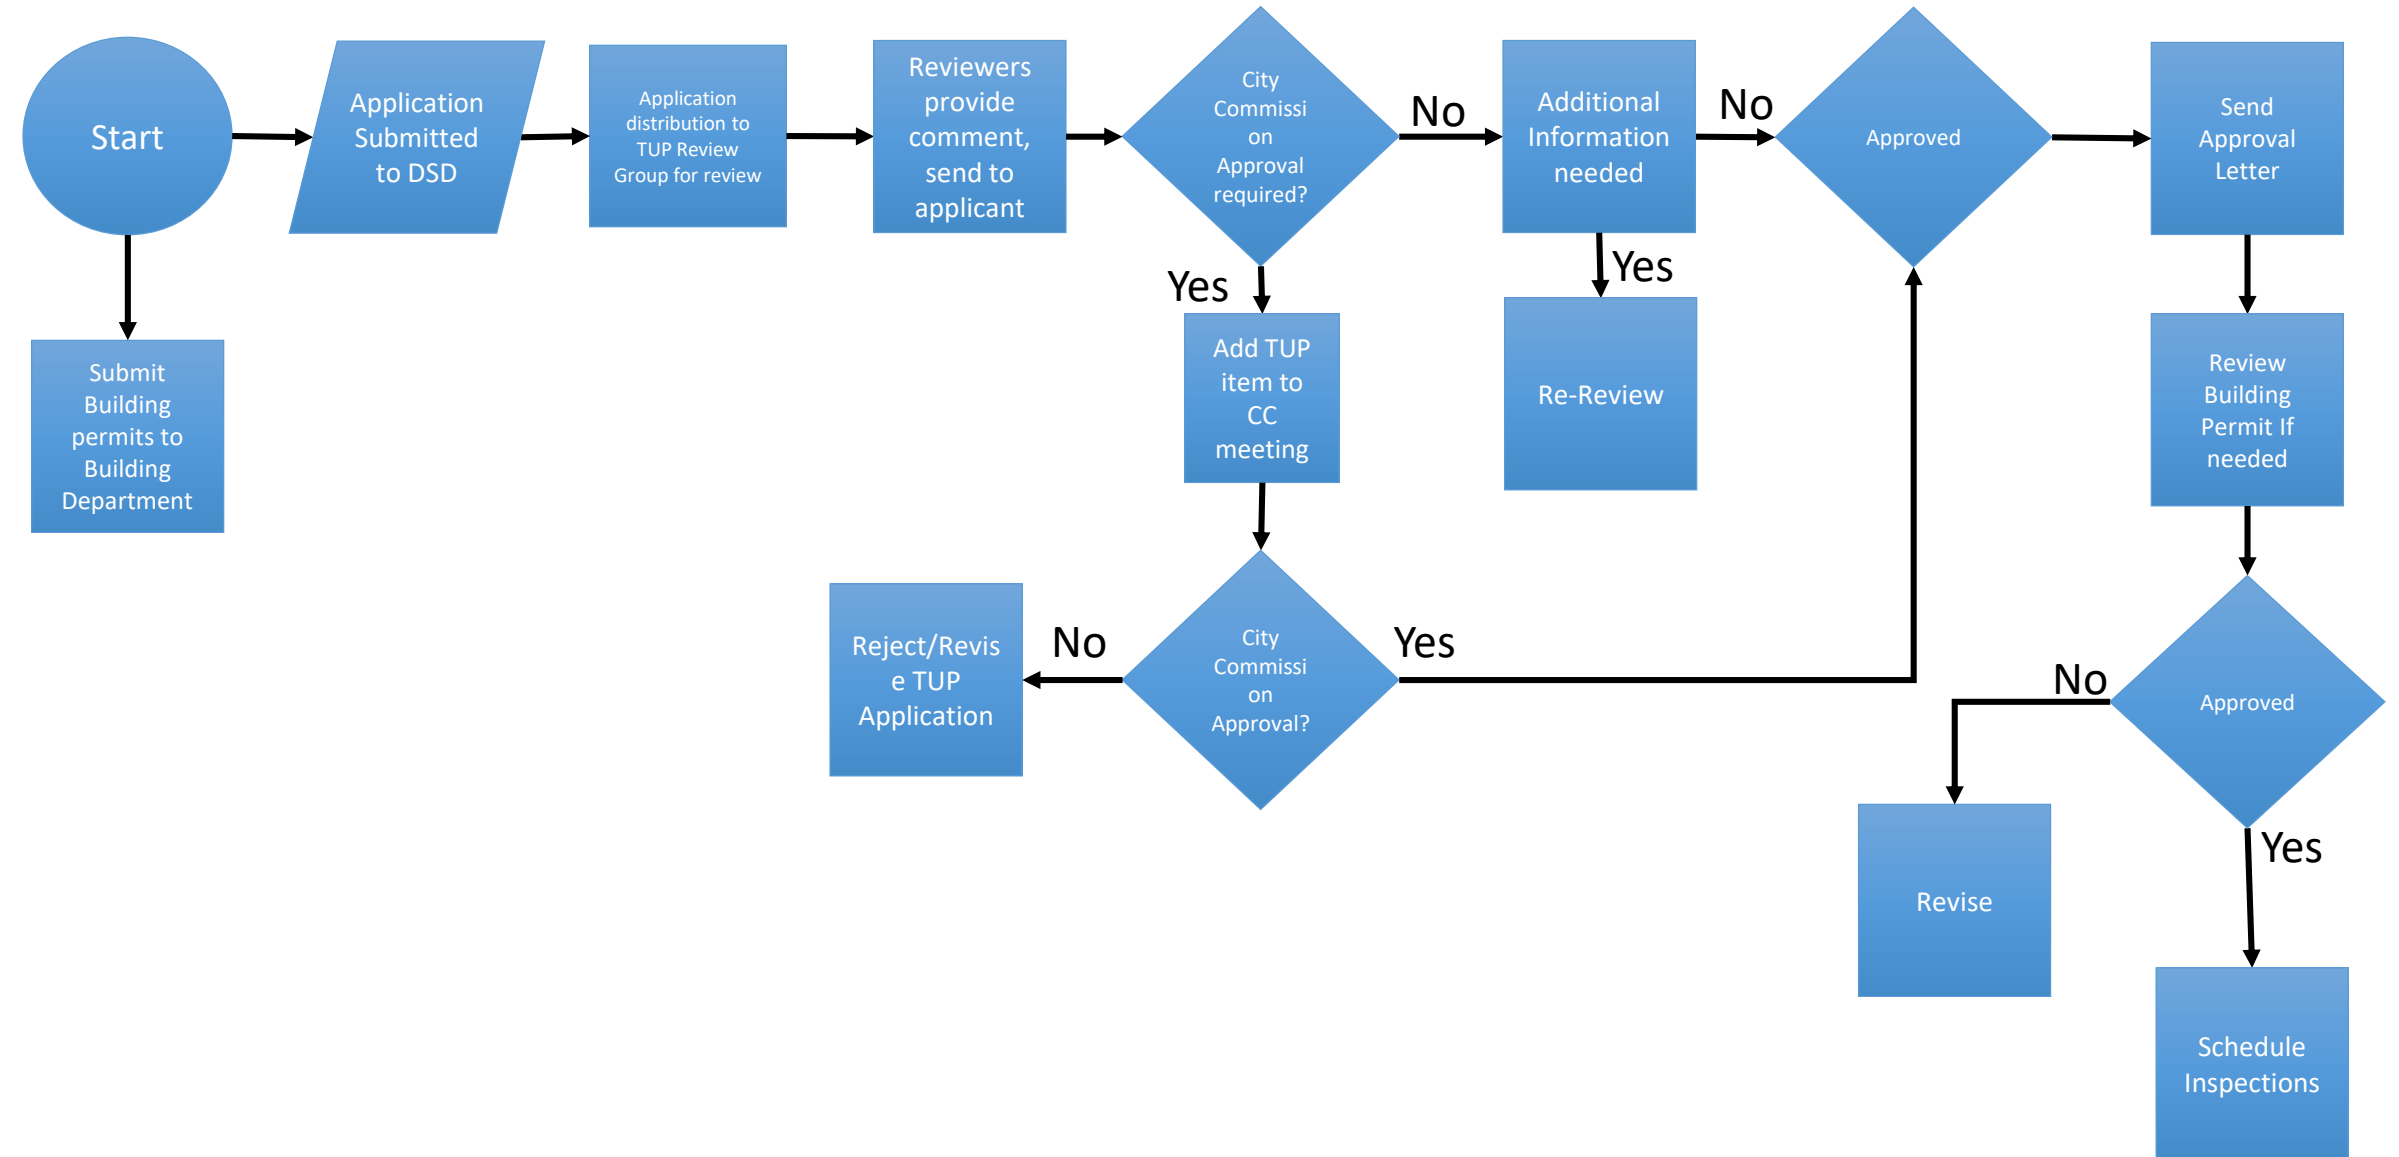 Start
Application
Submitted
to DSD
Application
distribution to
TUP Review
Group for review
Reviewers
provide
comment,
send to
applicant
City
Commissi
on
Approval
required?
No
Additional
Information
needed
No
Approved
Send
Approval
Letter
Yes
Yes
Submit
Building
permits to
Building
Department
Add TUP
item to
CC
meeting
Re-Review
Review
Building
Permit If
needed
Reject/Revis
e TUP
Application
No
City
Commissi
on
Approval?
Yes
No
Approved
Yes
Revise
Schedule
Inspections